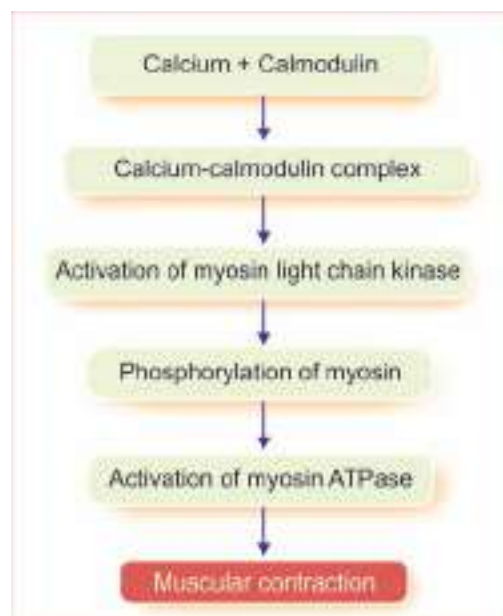 Calcium + Calmodulin
Calcium-calmodulin complex
Activation of myosin light chain kinase
Phosphorylation of myosin
Activation of myosin ATPase
Muscular contraction